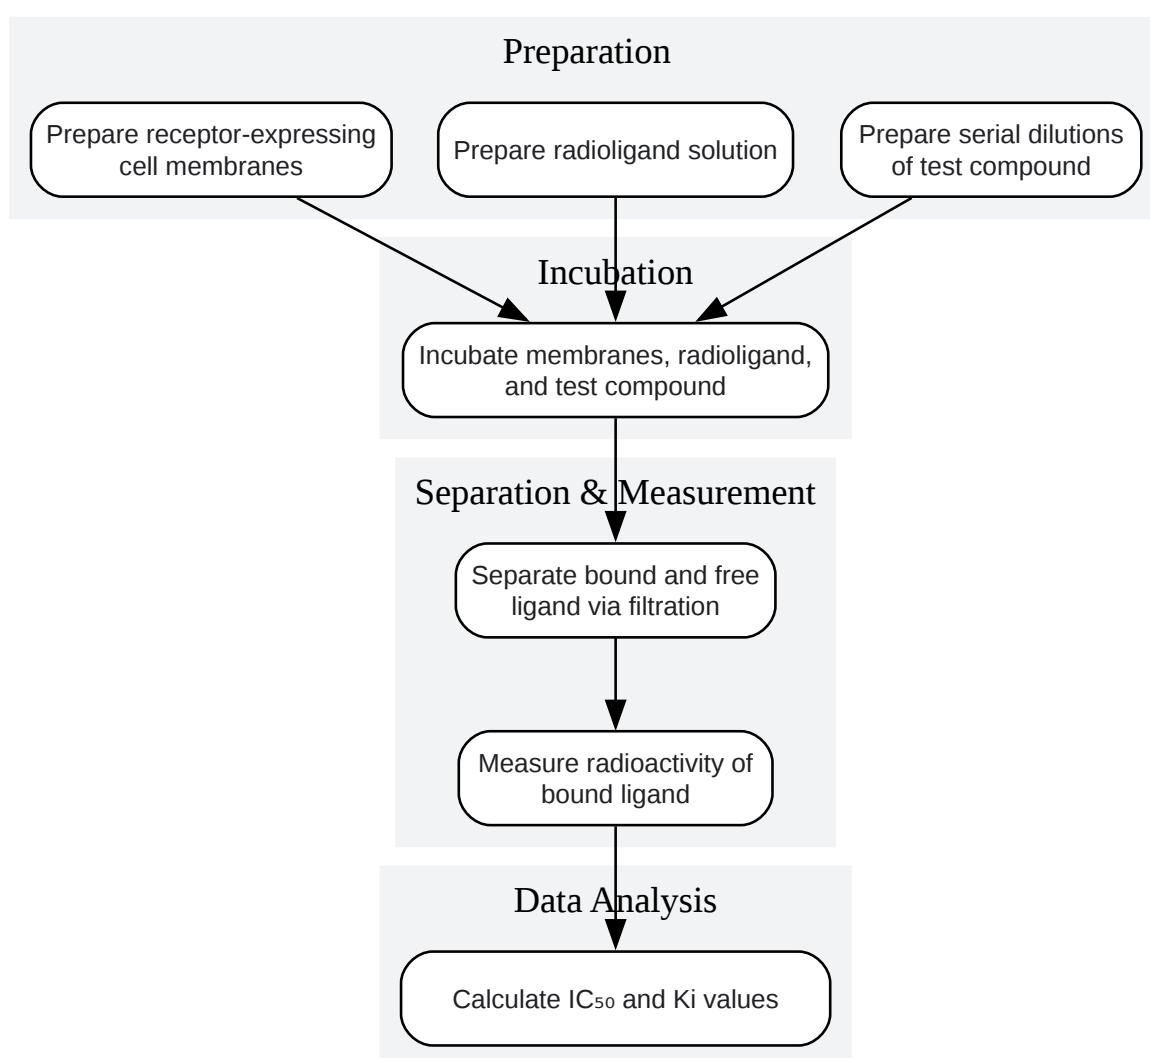 Preparation
Prepare receptor-expressing
cell membranes
Prepare radioligand solution
Prepare serial dilutions
of test compound
Incubation
Incubate membranes, radioligand,
and test compound
Separation & Measurement
Separate bound and free
ligand via filtration
Measure radioactivity of
bound ligand
Data Analysis
Calculate IC₅₀ and Ki values